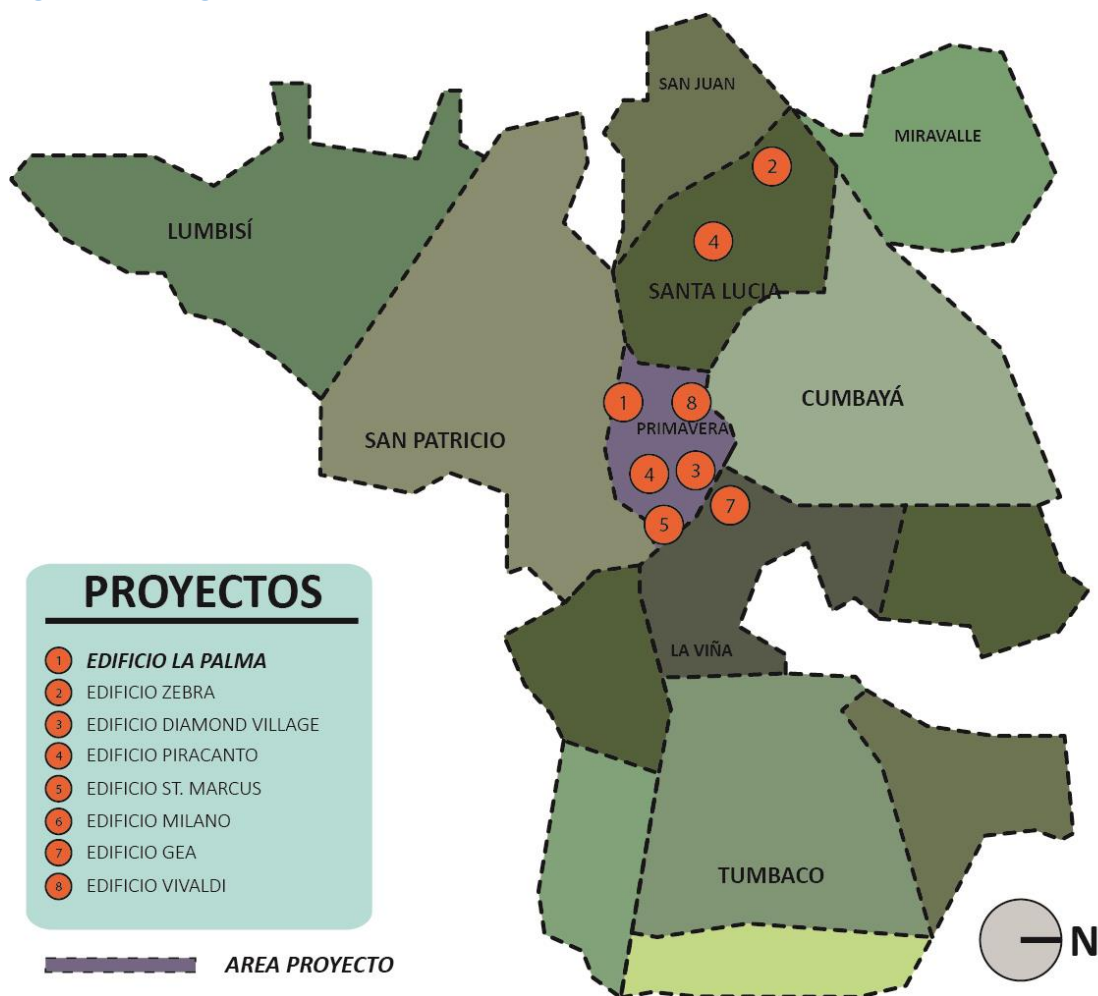 SAN JUAN
MIRAVALLE
2
LUMBISÍ
4
SANTA LUCIA
CUMBAYÁ
1
8
PRIMAVERA
SAN PATRICIO
4
3
7
5
PROYECTOS
LA VIÑA
1 EDIFICIO LA PALMA
2 EDIFICIO ZEBRA
3 EDIFICIO DIAMOND VILLAGE
4 EDIFICIO PIRACANTO
5 EDIFICIO ST. MARCUS
6 EDIFICIO MILANO
7 EDIFICIO GEA
8 EDIFICIO VIVALDI
TUMBACO
N
AREA PROYECTO